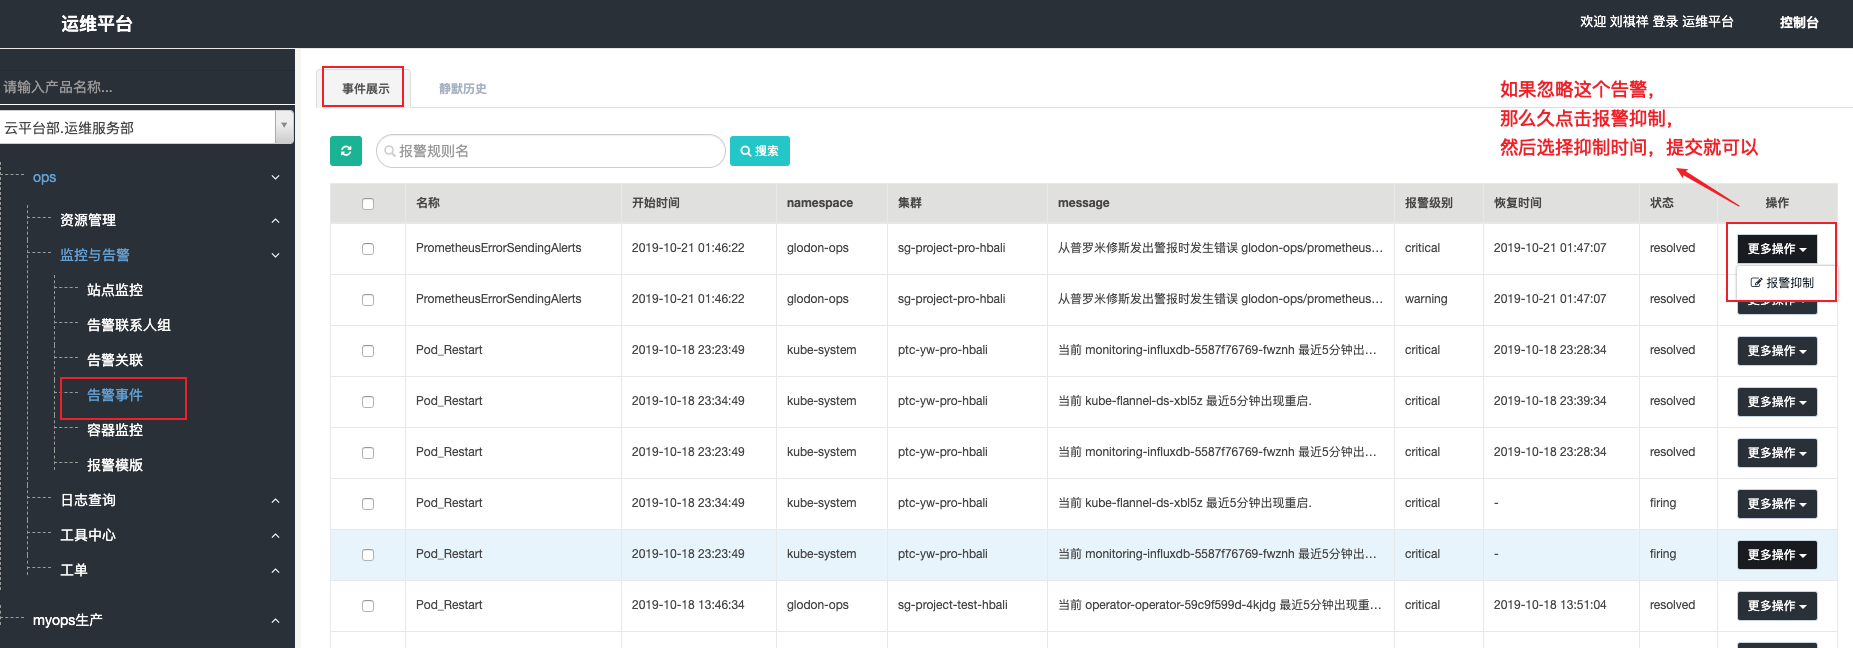 运维平台
欢迎 刘祺祥 登录 运维平台
控制台
请输入产品名称...
云平台部.运维服务部
ops
资源管理
监控与告警
站点监控
告警联系人组
告警关联
告警事件
容器监控
报警模版
日志查询
工具中心
工单
myops生产
事件展示
静默历史
如果忽略这个告警,
那么久点击报警抑制,
然后选择抑制时间, 提交就可以
报警规则名
搜索
名称 开始时间 namespace 集群 message 报警级别 恢复时间 状态 操作
PrometheusErrorSendingAlerts 2019-10-21 01:46:22 glodon-ops sg-project-pro-hbali 从普罗米修斯发出警报时发生错误 glodon-ops/prometheus... critical 2019-10-21 01:47:07 resolved 更多操作
报警抑制
PrometheusErrorSendingAlerts 2019-10-21 01:46:22 glodon-ops sg-project-pro-hbali 从普罗米修斯发出警报时发生错误 glodon-ops/prometheus... warning 2019-10-21 01:47:07 resolved 更多操作
Pod_Restart 2019-10-18 23:23:49 kube-system ptc-yw-pro-hbali 当前 monitoring-influxdb-5587f76769-fwznh 最近5分钟出... critical 2019-10-18 23:28:34 resolved 更多操作
Pod_Restart 2019-10-18 23:34:49 kube-system ptc-yw-pro-hbali 当前 kube-flannel-ds-xbl5z 最近5分钟出现重启. critical 2019-10-18 23:39:34 resolved 更多操作
Pod_Restart 2019-10-18 23:23:49 kube-system ptc-yw-pro-hbali 当前 monitoring-influxdb-5587f76769-fwznh 最近5分钟出... critical 2019-10-18 23:28:34 resolved 更多操作
Pod_Restart 2019-10-18 23:34:49 kube-system ptc-yw-pro-hbali 当前 kube-flannel-ds-xbl5z 最近5分钟出现重启. critical - firing 更多操作
Pod_Restart 2019-10-18 23:23:49 kube-system ptc-yw-pro-hbali 当前 monitoring-influxdb-5587f76769-fwznh 最近5分钟出... critical - firing 更多操作
Pod_Restart 2019-10-18 13:46:34 glodon-ops sg-project-test-hbali 当前 operator-operator-59c9f599d-4kjdg 最近5分钟出现重... critical 2019-10-18 13:51:04 resolved 更多操作